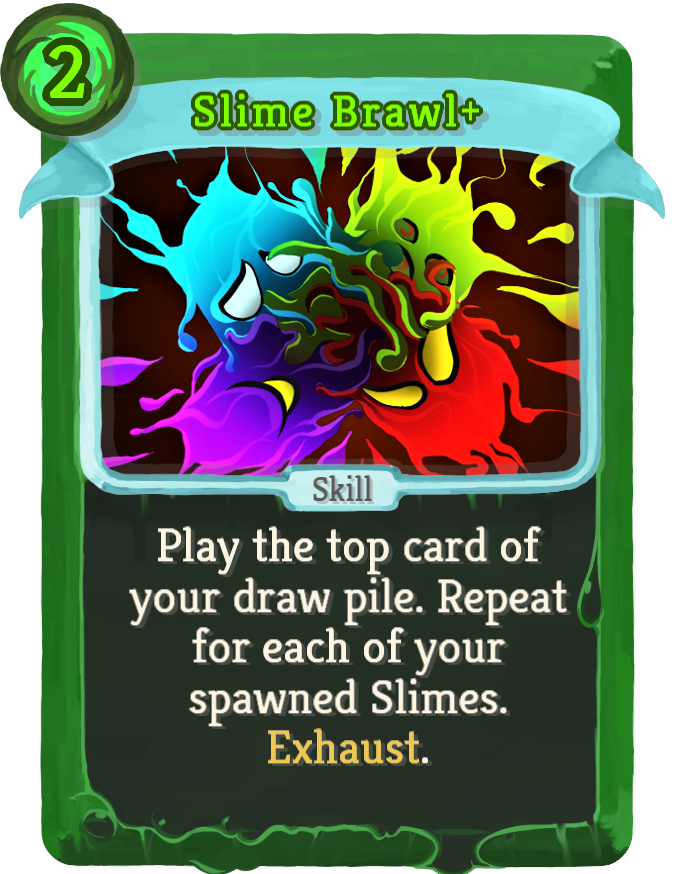 2
Slime Brawl+
Skill
Play the top card of
your draw pile. Repeat
for each of your
spawned Slimes.
Exhaust.